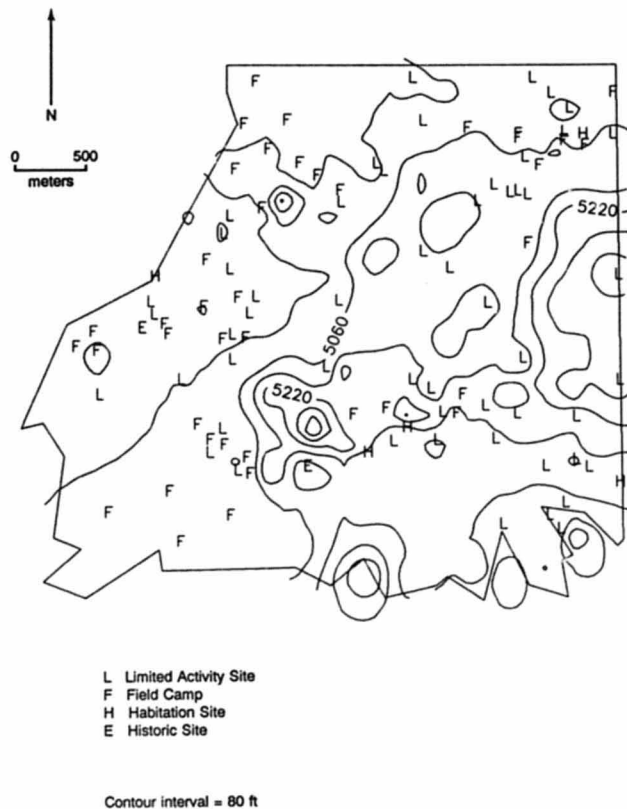 N
0 500
meters
F L L
L F
L
F F L
F F L H L
F F F
F F F L L L F
F L L L L
F L L
L
L F
F L L L
H L
L F F L L L
L F L
E F F F L F
F F L L
5220
5060
5220
L L L
L F F L F L L L
F L H
F F L L L
L H
F L F E L L
H
F F F L L
L L
F
L Limited Activity Site
F Field Camp
H Habitation Site
E Historic Site
Contour interval = 80 ft